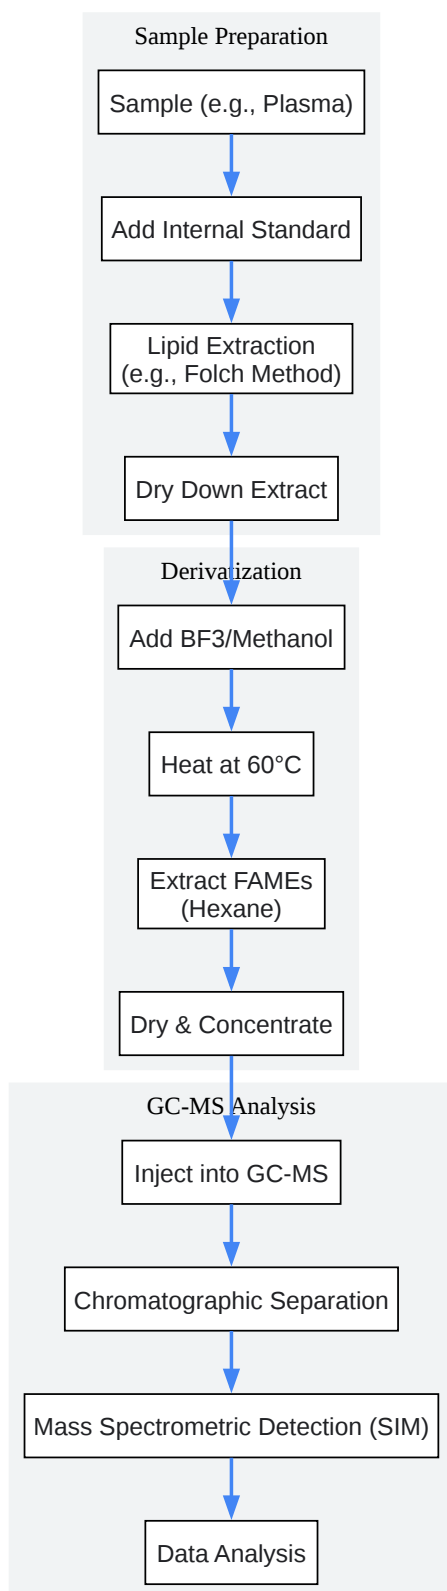 Sample Preparation
Sample (e.g., Plasma)
Add Internal Standard
Lipid Extraction
(e.g., Folch Method)
Dry Down Extract
Derivatization
Add BF3/Methanol
Heat at 60°C
Extract FAMEs
(Hexane)
Dry & Concentrate
GC-MS Analysis
Inject into GC-MS
Chromatographic Separation
Mass Spectrometric Detection (SIM)
Data Analysis